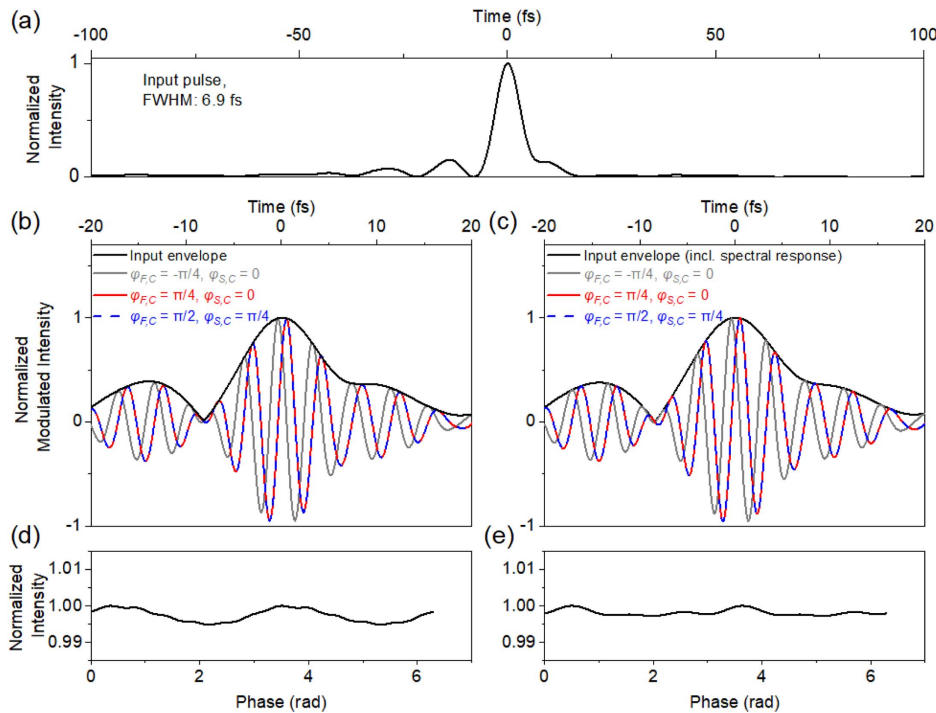 (a)
Time (fs)
-100 -50 0 50 100
Normalized
Intensity
1
0
Input pulse,
FWHM: 6.9 fs
(b)
Time (fs)
-20 -10 0 10 20
Normalized
Modulated Intensity
1
0
-1
Input envelope
φF,C = -π/4, φS,C = 0
φF,C = π/4, φS,C = 0
φF,C = π/2, φS,C = π/4
(c)
Time (fs)
-20 -10 0 10 20
1
0
-1
Input envelope (incl. spectral response)
φF,C = -π/4, φS,C = 0
φF,C = π/4, φS,C = 0
φF,C = π/2, φS,C = π/4
(d)
Normalized
Intensity
1.01
1.00
0.99
0 2 4 6
Phase (rad)
(e)
1.01
1.00
0.99
0 2 4 6
Phase (rad)